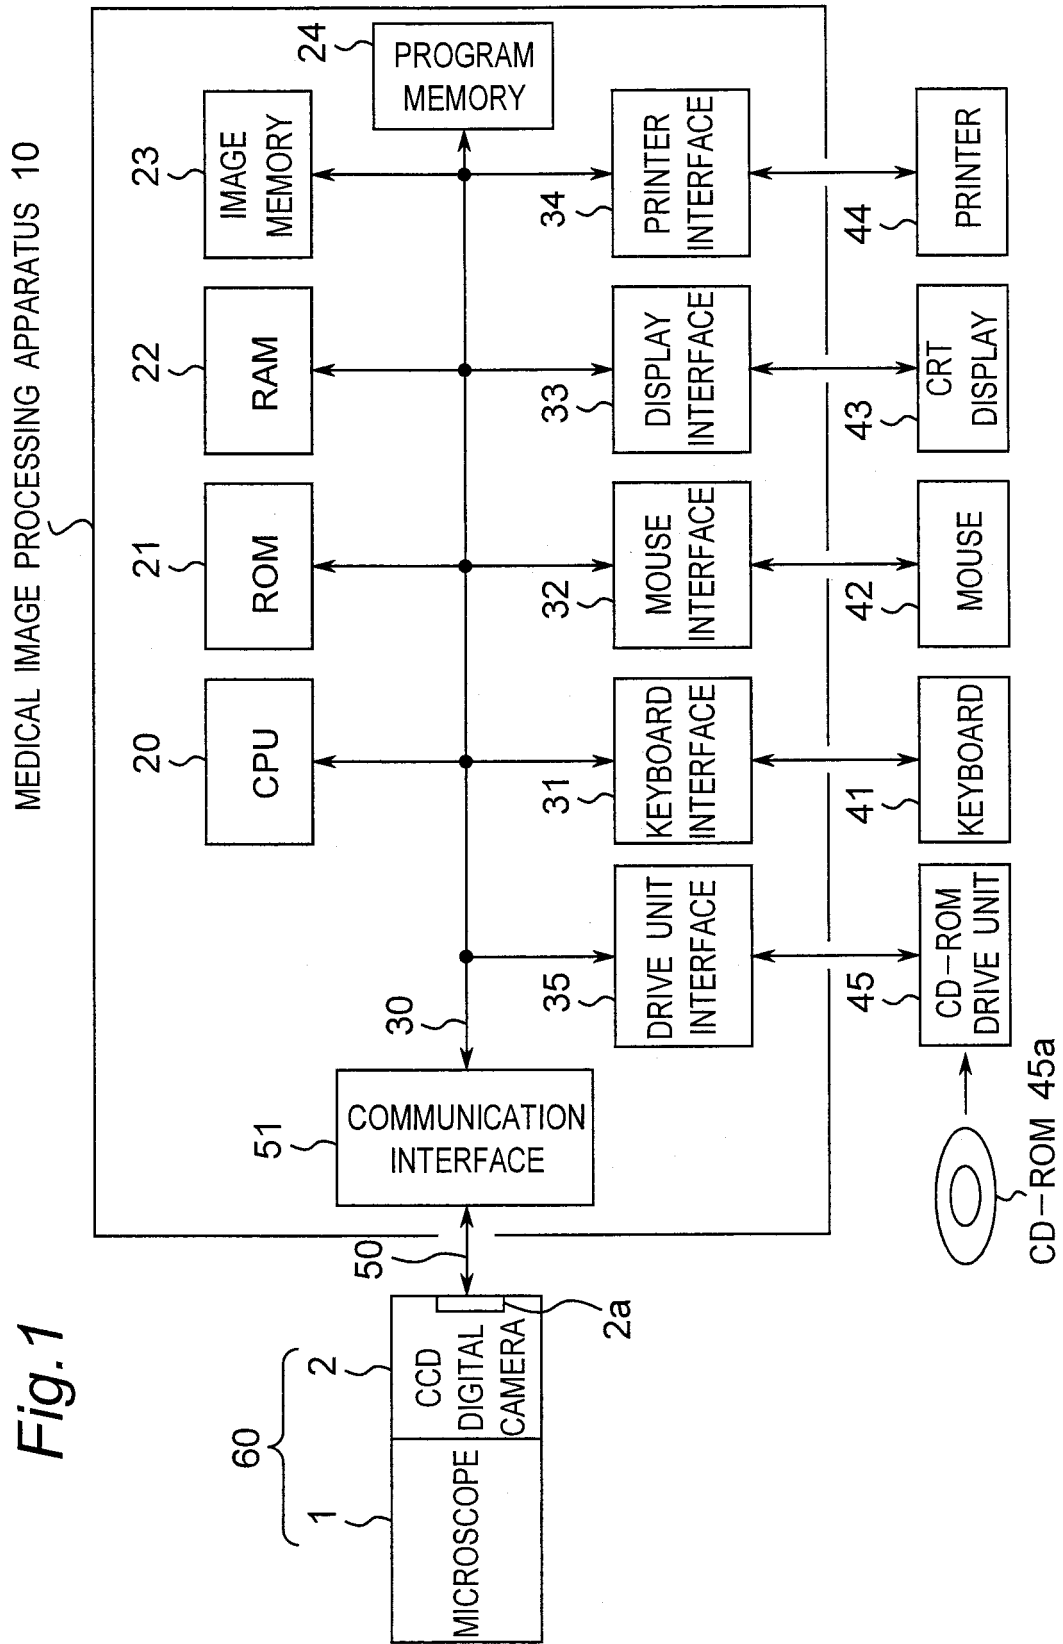 Fig.1
MEDICAL IMAGE PROCESSING APPARATUS 10
20
CPU
21
ROM
22
RAM
23
IMAGE
MEMORY
24
PROGRAM
MEMORY
60
1
MICROSCOPE
2
CCD
DIGITAL
CAMERA
2a
50
51
COMMUNICATION
INTERFACE
30
35
DRIVE UNIT
INTERFACE
31
KEYBOARD
INTERFACE
32
MOUSE
INTERFACE
33
DISPLAY
INTERFACE
34
PRINTER
INTERFACE
45
CD-ROM
DRIVE UNIT
41
KEYBOARD
42
MOUSE
43
CRT
DISPLAY
44
PRINTER
CD-ROM 45a